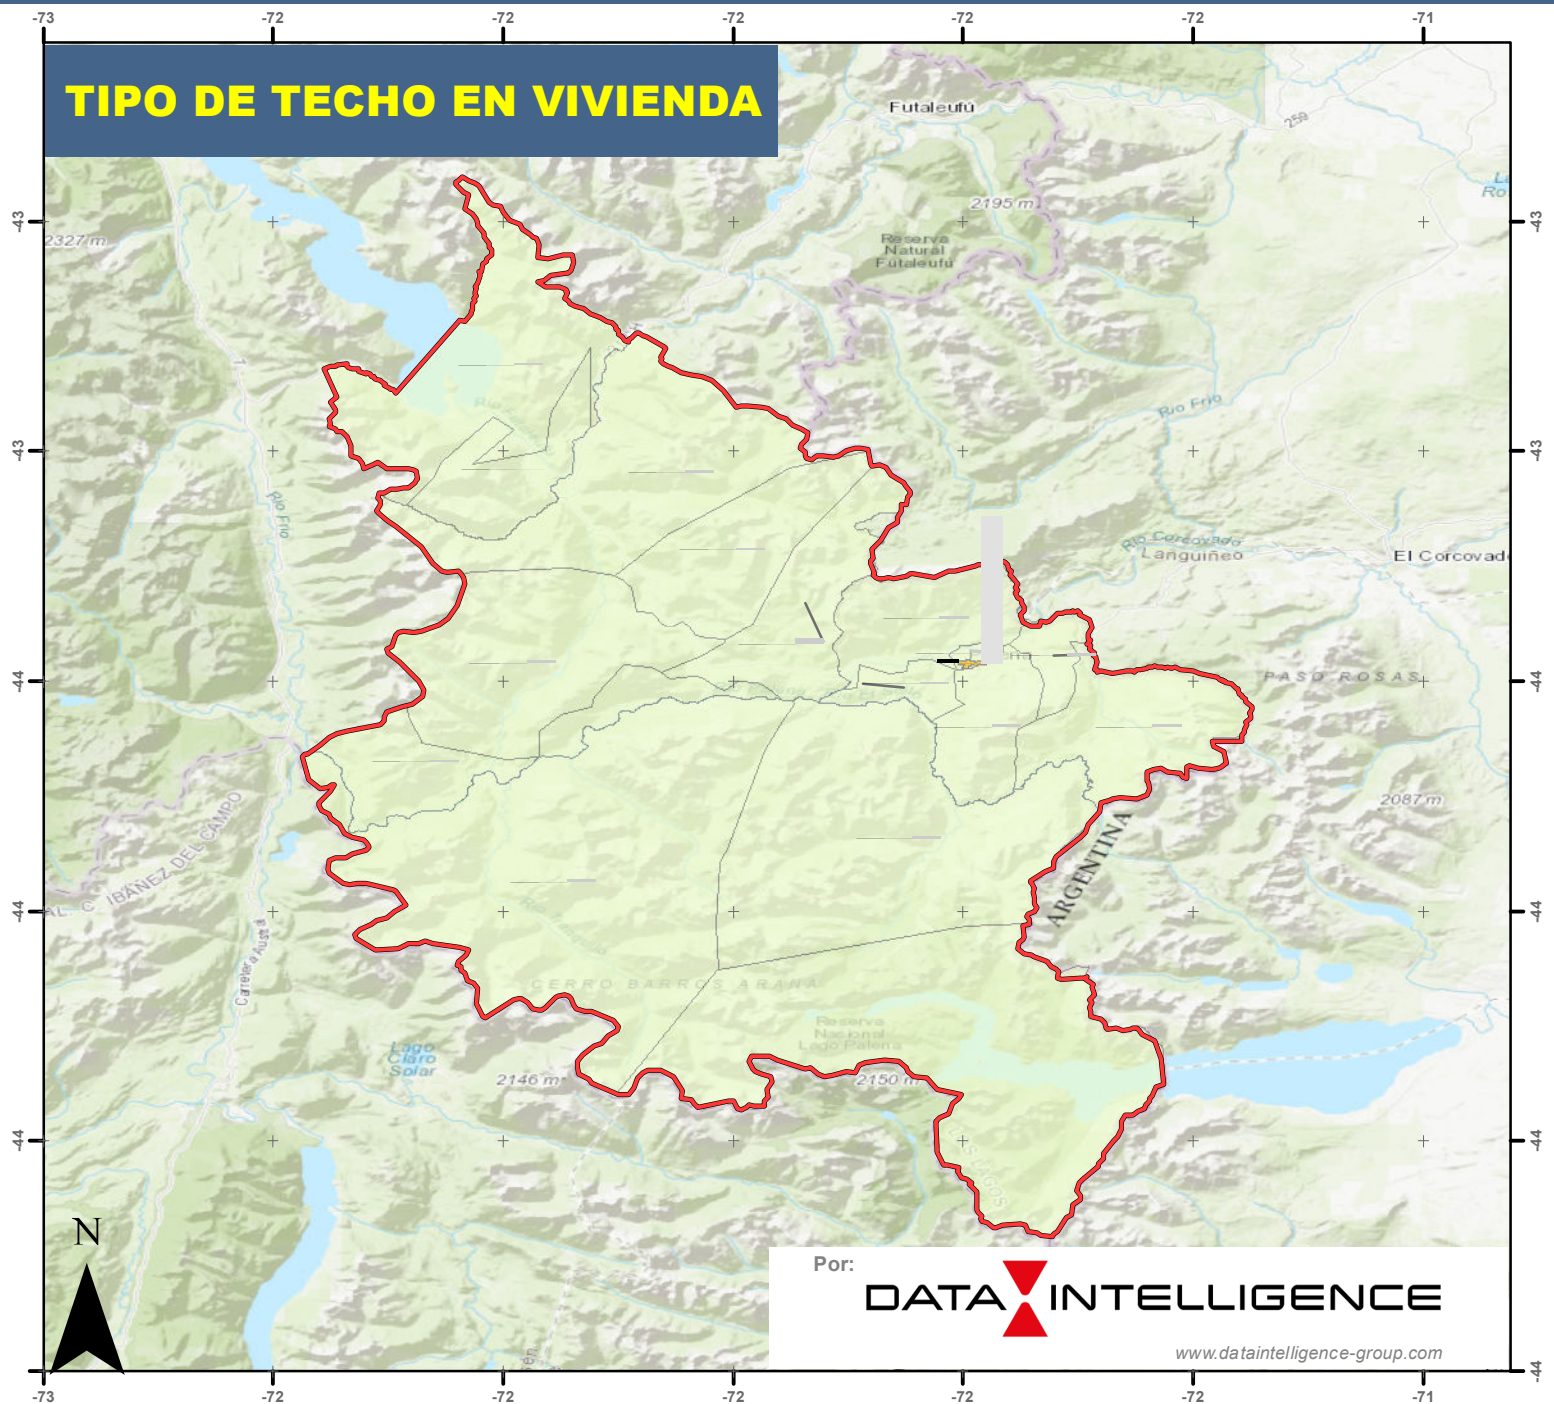 -73
-72
-72
-72
-72
-72
-71
TIPO DE TECHO EN VIVIENDA
Futaleufú
259
2195 m
43
2327 m
Reserva
Natural
Futaleufú
43
1
Río Frío
43
43
Río Frío
Río Corcovado
Languiñeo
El Corcovado
44
44
PASO ROSAS
2087 m
AL. C. IBÁÑEZ DEL CAMPO
ARGENTINA
44
44
Carretera Austral
CERRO BARROS ARANA
Reserva
Nacional
Lago Palena
Lago
Claro
Solar
2146 m
2150 m
44
44
N
Por:
DATA INTELLIGENCE
www.dataintelligence-group.com
-44
-73
-72
-72
-72
-72
-72
-71